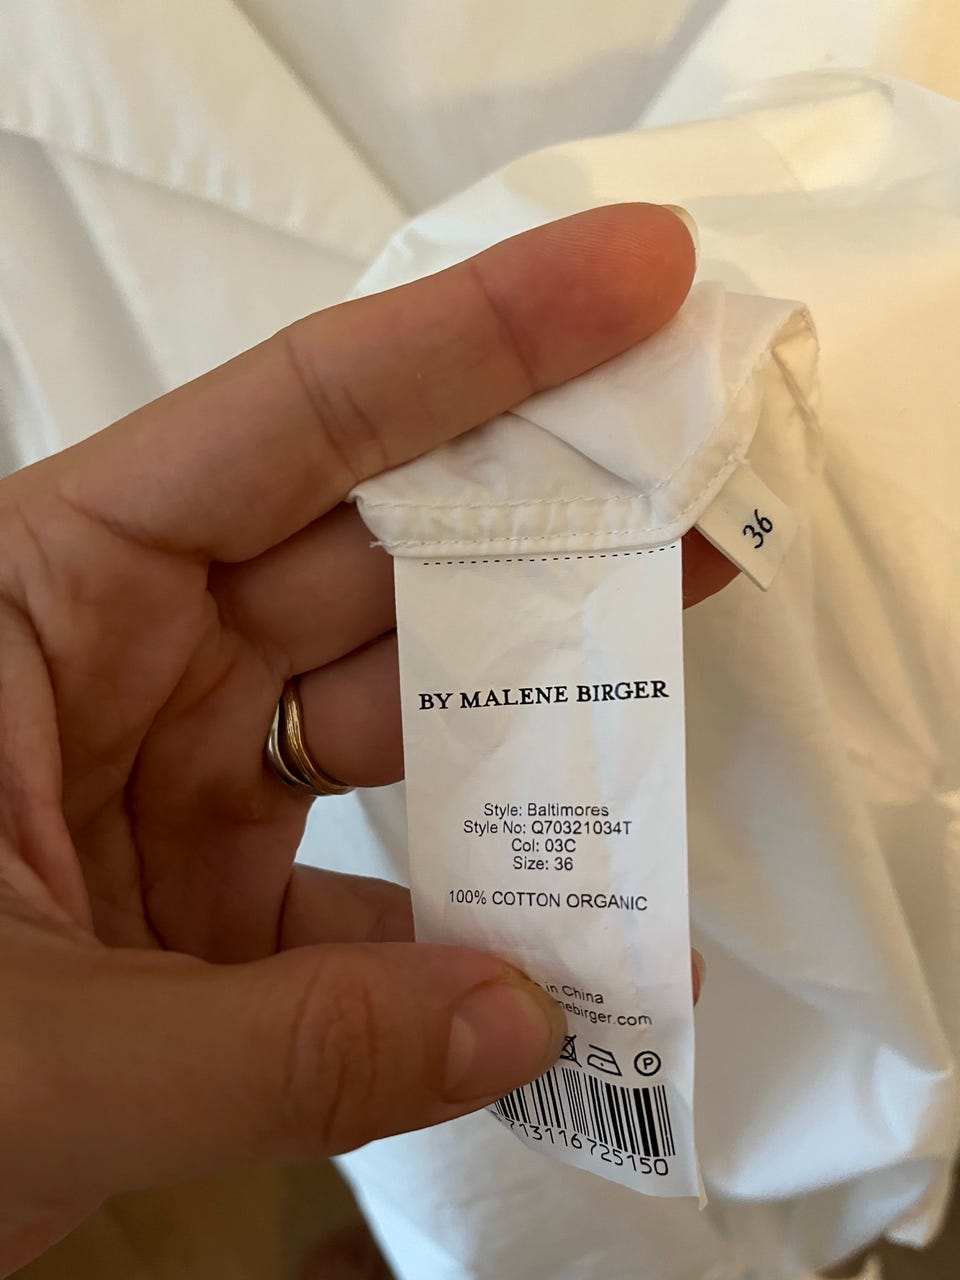 36
BY MALENE BIRGER
Style: Baltimores
Style No: Q70321034T
Col: 03C
Size: 36
100% COTTON ORGANIC
in China
nebirger.com
P
713116725150